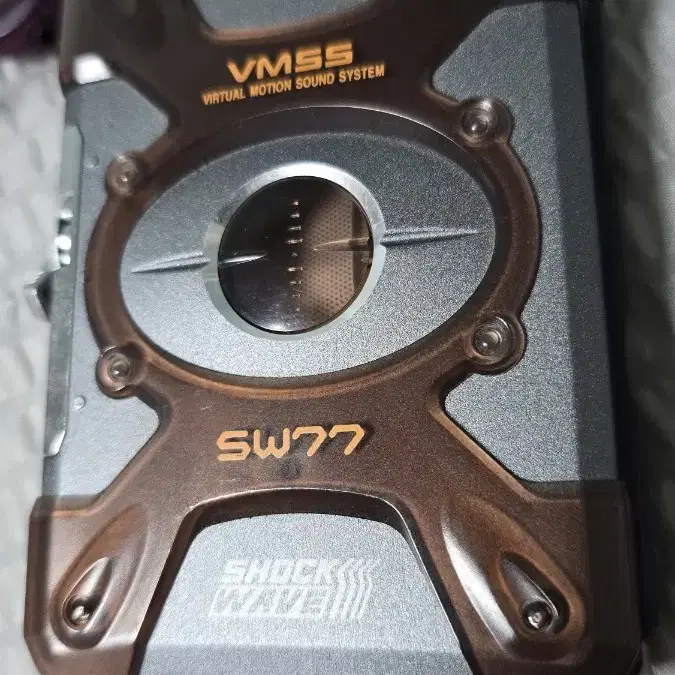 VMSS
VIRTUAL MOTION SOUND SYSTEM
SW77
SHOCK
WAVE